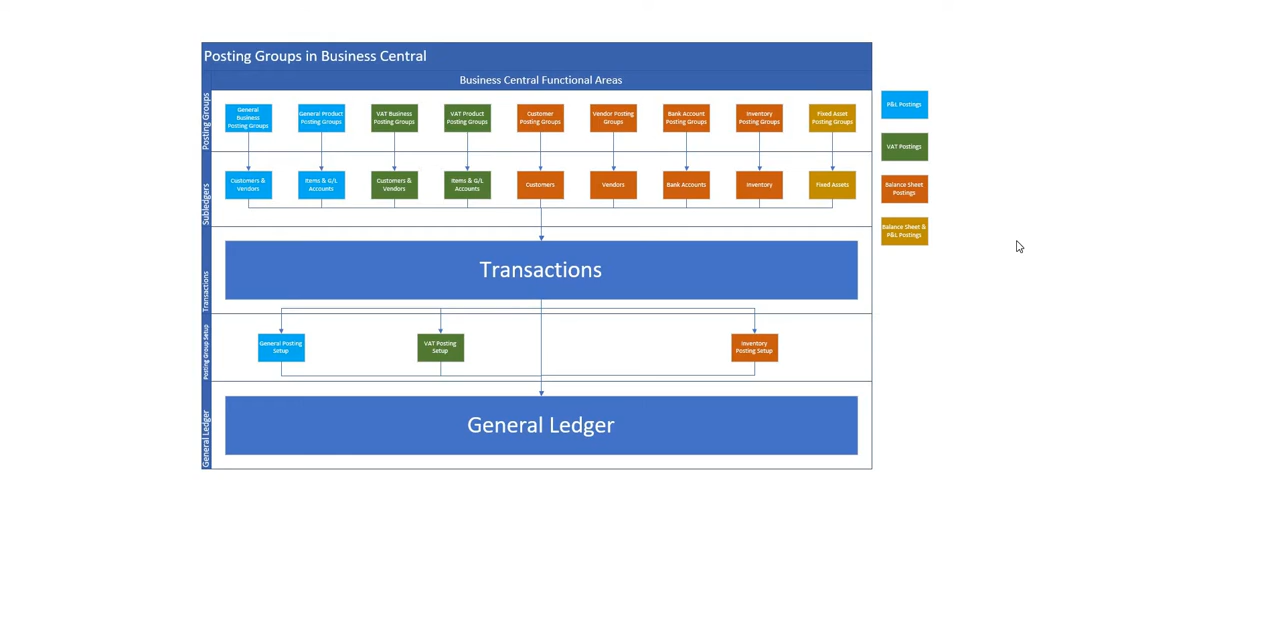 Posting Groups in Business Central
Business Central Functional Areas
Posting Groups
General
Business
Posting Groups
General Product
Posting Groups
VAT Business
Posting Groups
VAT Product
Posting Groups
Customer
Posting Groups
Vendor Posting
Groups
Bank Account
Posting Groups
Inventory
Posting Groups
Fixed Asset
Posting Groups
P&L Postings
VAT Postings
Balance Sheet
Postings
Balance Sheet &
P&L Postings
Subledgers
Customers &
Vendors
Items & G/L
Accounts
Customers &
Vendors
Items & G/L
Accounts
Customers
Vendors
Bank Accounts
Inventory
Fixed Assets
Transactions
Transactions
Posting Group Setup
General Posting
Setup
VAT Posting
Setup
Inventory
Posting Setup
General Ledger
General Ledger